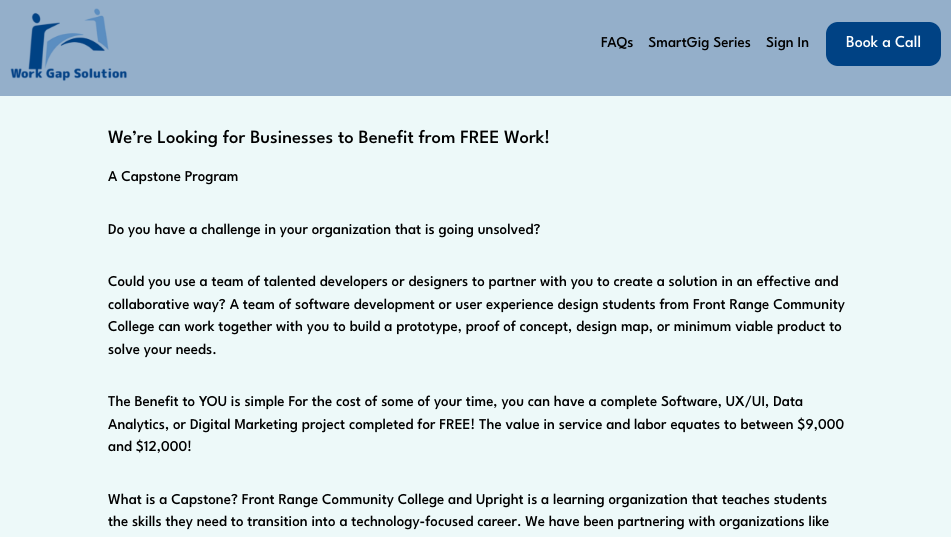 Work Gap Solution
FAQs SmartGig Series Sign In Book a Call
We’re Looking for Businesses to Benefit from FREE Work!
A Capstone Program
Do you have a challenge in your organization that is going unsolved?
Could you use a team of talented developers or designers to partner with you to create a solution in an effective and
collaborative way? A team of software development or user experience design students from Front Range Community
College can work together with you to build a prototype, proof of concept, design map, or minimum viable product to
solve your needs.
The Benefit to YOU is simple For the cost of some of your time, you can have a complete Software, UX/UI, Data
Analytics, or Digital Marketing project completed for FREE! The value in service and labor equates to between $9,000
and $12,000!
What is a Capstone? Front Range Community College and Upright is a learning organization that teaches students
the skills they need to transition into a technology-focused career. We have been partnering with organizations like